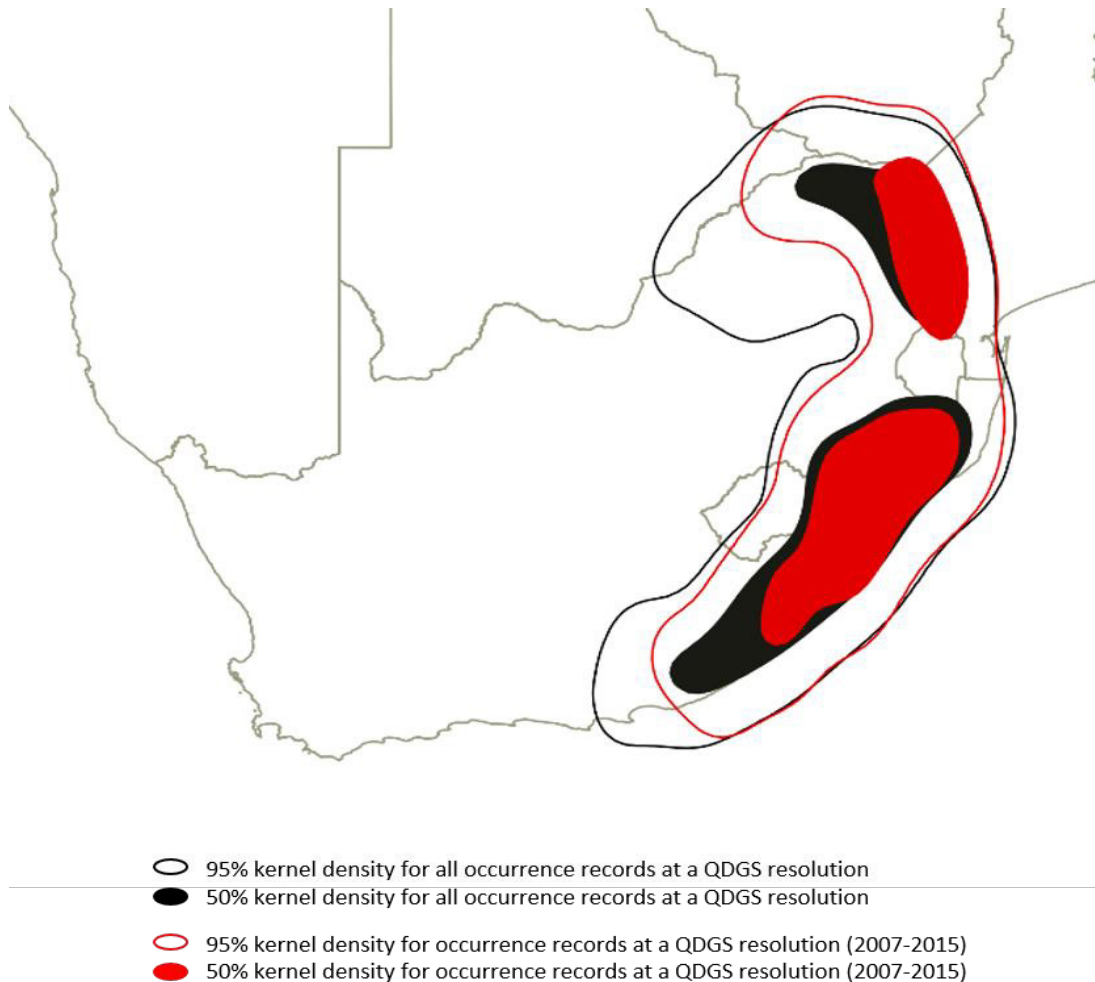 95% kernel density for all occurrence records at a QDGS resolution
50% kernel density for all occurrence records at a QDGS resolution
95% kernel density for occurrence records at a QDGS resolution (2007-2015)
50% kernel density for occurrence records at a QDGS resolution (2007-2015)